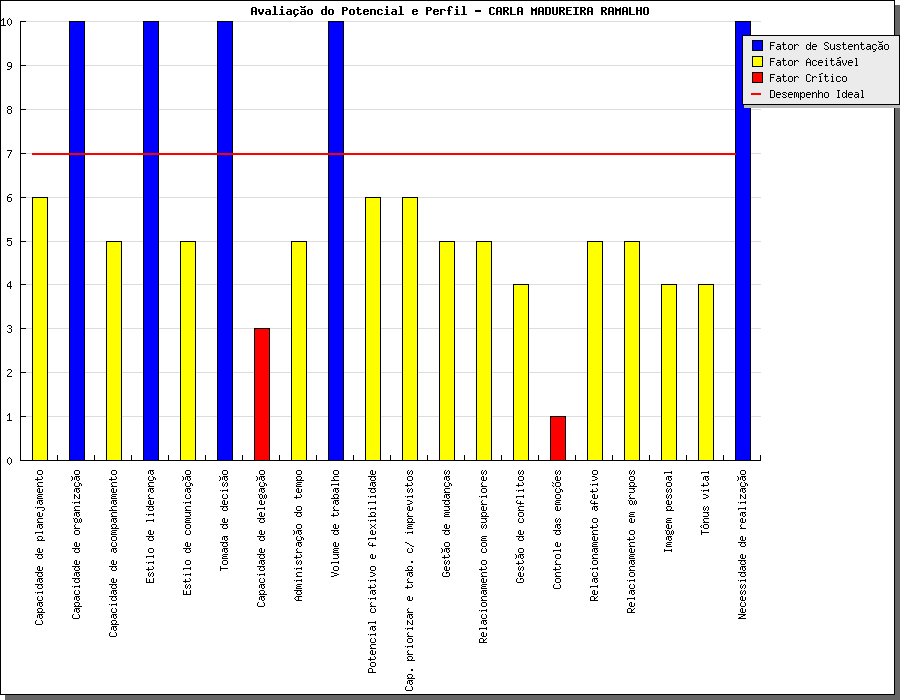 Avaliação do Potencial e Perfil - CARLA MADUREIRA RAMALHO
Fator de Sustentação
Fator Aceitável
Fator Crítico
Desempenho Ideal
10
9
8
7
6
5
4
3
2
1
0
Capacidade de planejamento
Capacidade de organização
Capacidade de acompanhamento
Estilo de liderança
Estilo de comunicação
Tomada de decisão
Capacidade de delegação
Administração do tempo
Volume de trabalho
Potencial criativo e flexibilidade
Cap. priorizar e trab. c/ imprevistos
Gestão de mudanças
Relacionamento com superiores
Gestão de conflitos
Controle das emoções
Relacionamento afetivo
Relacionamento em grupos
Imagem pessoal
Tônus vital
Necessidade de realização